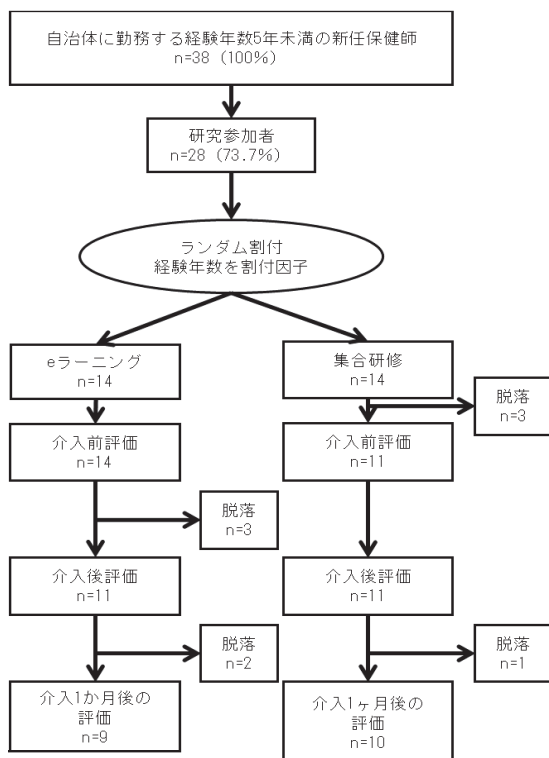 自治体に勤務する経験年数5年未満の新任保健師
n=38 (100%)
研究参加者
n=28 (73.7%)
ランダム割付
経験年数を割付因子
eラーニング
n=14
集合研修
n=14
脱落
n=3
介入前評価
n=14
介入前評価
n=11
脱落
n=3
介入後評価
n=11
介入後評価
n=11
脱落
n=2
脱落
n=1
介入1か月後の
評価
n=9
介入1ヶ月後の
評価
n=10